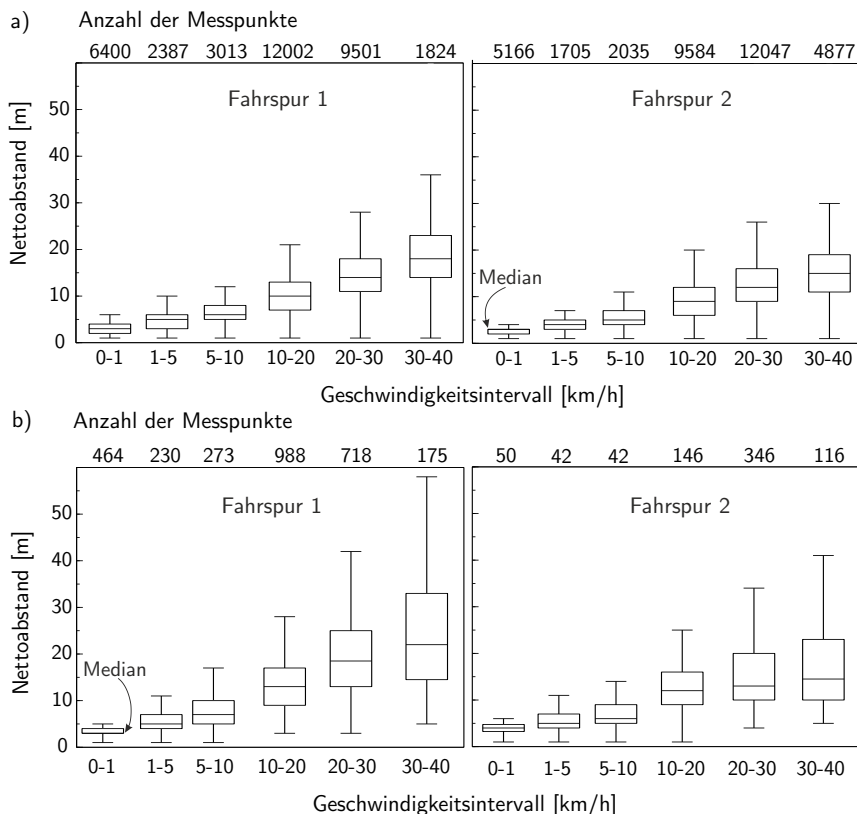 a)
Anzahl der Messpunkte
6400 2387 3013 12002 9501 1824
5166 1705 2035 9584 12047 4877
Fahrspur 1
Fahrspur 2
Nettoabstand [m]
50
40
30
20
10
0
Median
0-1 1-5 5-10 10-20 20-30 30-40
0-1 1-5 5-10 10-20 20-30 30-40
Geschwindigkeitsintervall [km/h]
b)
Anzahl der Messpunkte
464 230 273 988 718 175
50 42 42 146 346 116
Fahrspur 1
Fahrspur 2
Nettoabstand [m]
50
40
30
20
10
0
Median
0-1 1-5 5-10 10-20 20-30 30-40
0-1 1-5 5-10 10-20 20-30 30-40
Geschwindigkeitsintervall [km/h]